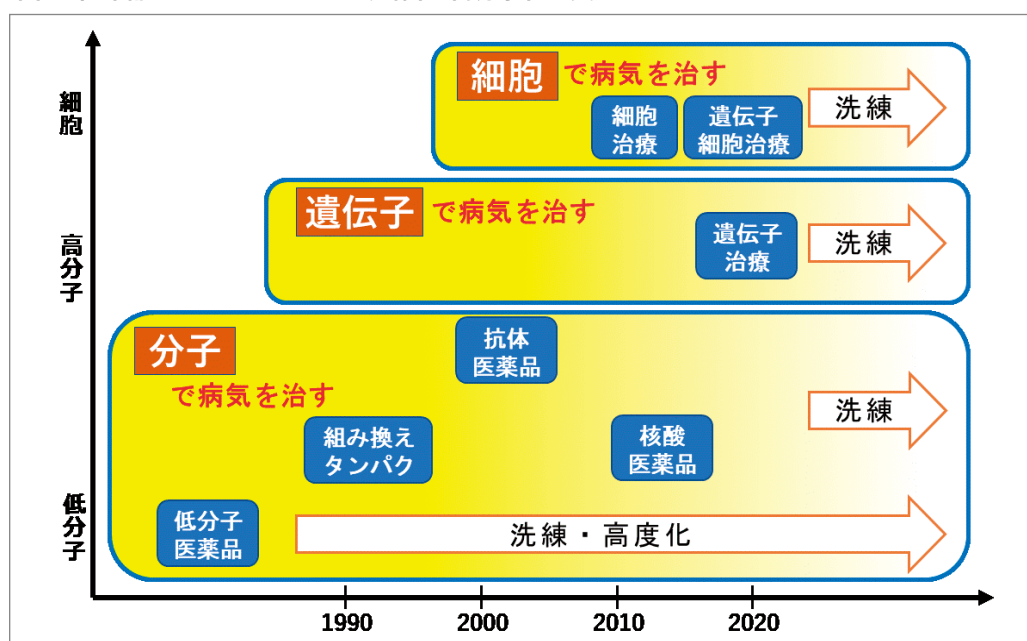 細胞
高分子
低分子
細胞 で病気を治す
細胞
治療
遺伝子
細胞治療
洗練
遺伝子 で病気を治す
遺伝子
治療
洗練
分子
で病気を治す
抗体
医薬品
組み換え
タンパク
核酸
医薬品
洗練
低分子
医薬品
洗練・高度化
1990
2000
2010
2020